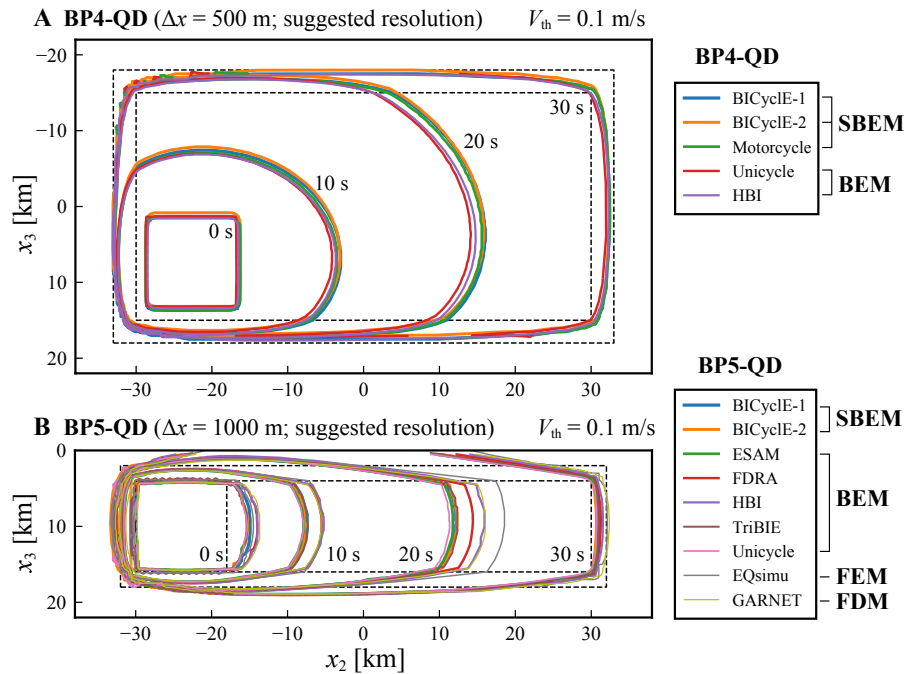 A BP4-QD (Δx = 500 m; suggested resolution) V_th = 0.1 m/s
−20
−10
0
10
20
x_3 [km]
0 s
10 s
20 s
30 s
−30 −20 −10 0 10 20 30
BP4-QD
BICyclE-1
BICyclE-2
Motorcycle
Unicycle
HBI
SBEM
BEM
B BP5-QD (Δx = 1000 m; suggested resolution) V_th = 0.1 m/s
0
10
20
x_3 [km]
0 s
10 s
20 s
30 s
−30 −20 −10 0 10 20 30
x_2 [km]
BP5-QD
BICyclE-1
BICyclE-2
ESAM
FDRA
HBI
TriBIE
Unicycle
EQsimu
GARNET
SBEM
BEM
FEM
FDM